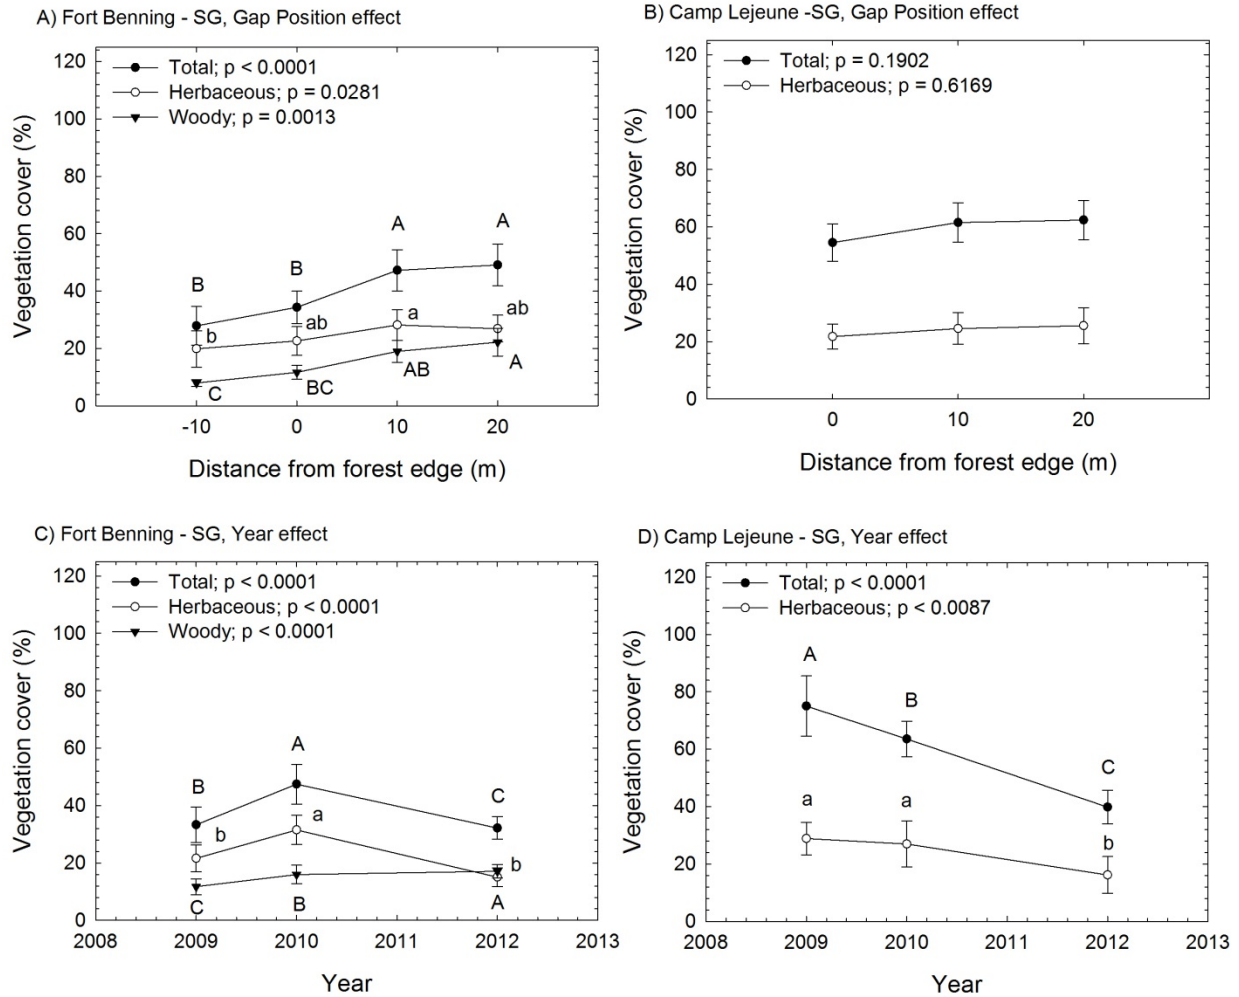 A) Fort Benning - SG, Gap Position effect
Total; p < 0.0001
Herbaceous; p = 0.0281
Woody; p = 0.0013
Vegetation cover (%)
120
100
80
60
40
20
0
B
B
A
A
b
ab
a
ab
C
BC
AB
A
-10
0
10
20
Distance from forest edge (m)
B) Camp Lejeune -SG, Gap Position effect
Total; p = 0.1902
Herbaceous; p = 0.6169
Vegetation cover (%)
120
100
80
60
40
20
0
0
10
20
Distance from forest edge (m)
C) Fort Benning - SG, Year effect
Total; p < 0.0001
Herbaceous; p < 0.0001
Woody; p < 0.0001
Vegetation cover (%)
120
100
80
60
40
20
0
B
A
C
b
a
b
C
B
A
2008
2009
2010
2011
2012
2013
Year
D) Camp Lejeune - SG, Year effect
Total; p < 0.0001
Herbaceous; p < 0.0087
Vegetation cover (%)
120
100
80
60
40
20
0
A
B
C
a
a
b
2008
2009
2010
2011
2012
2013
Year